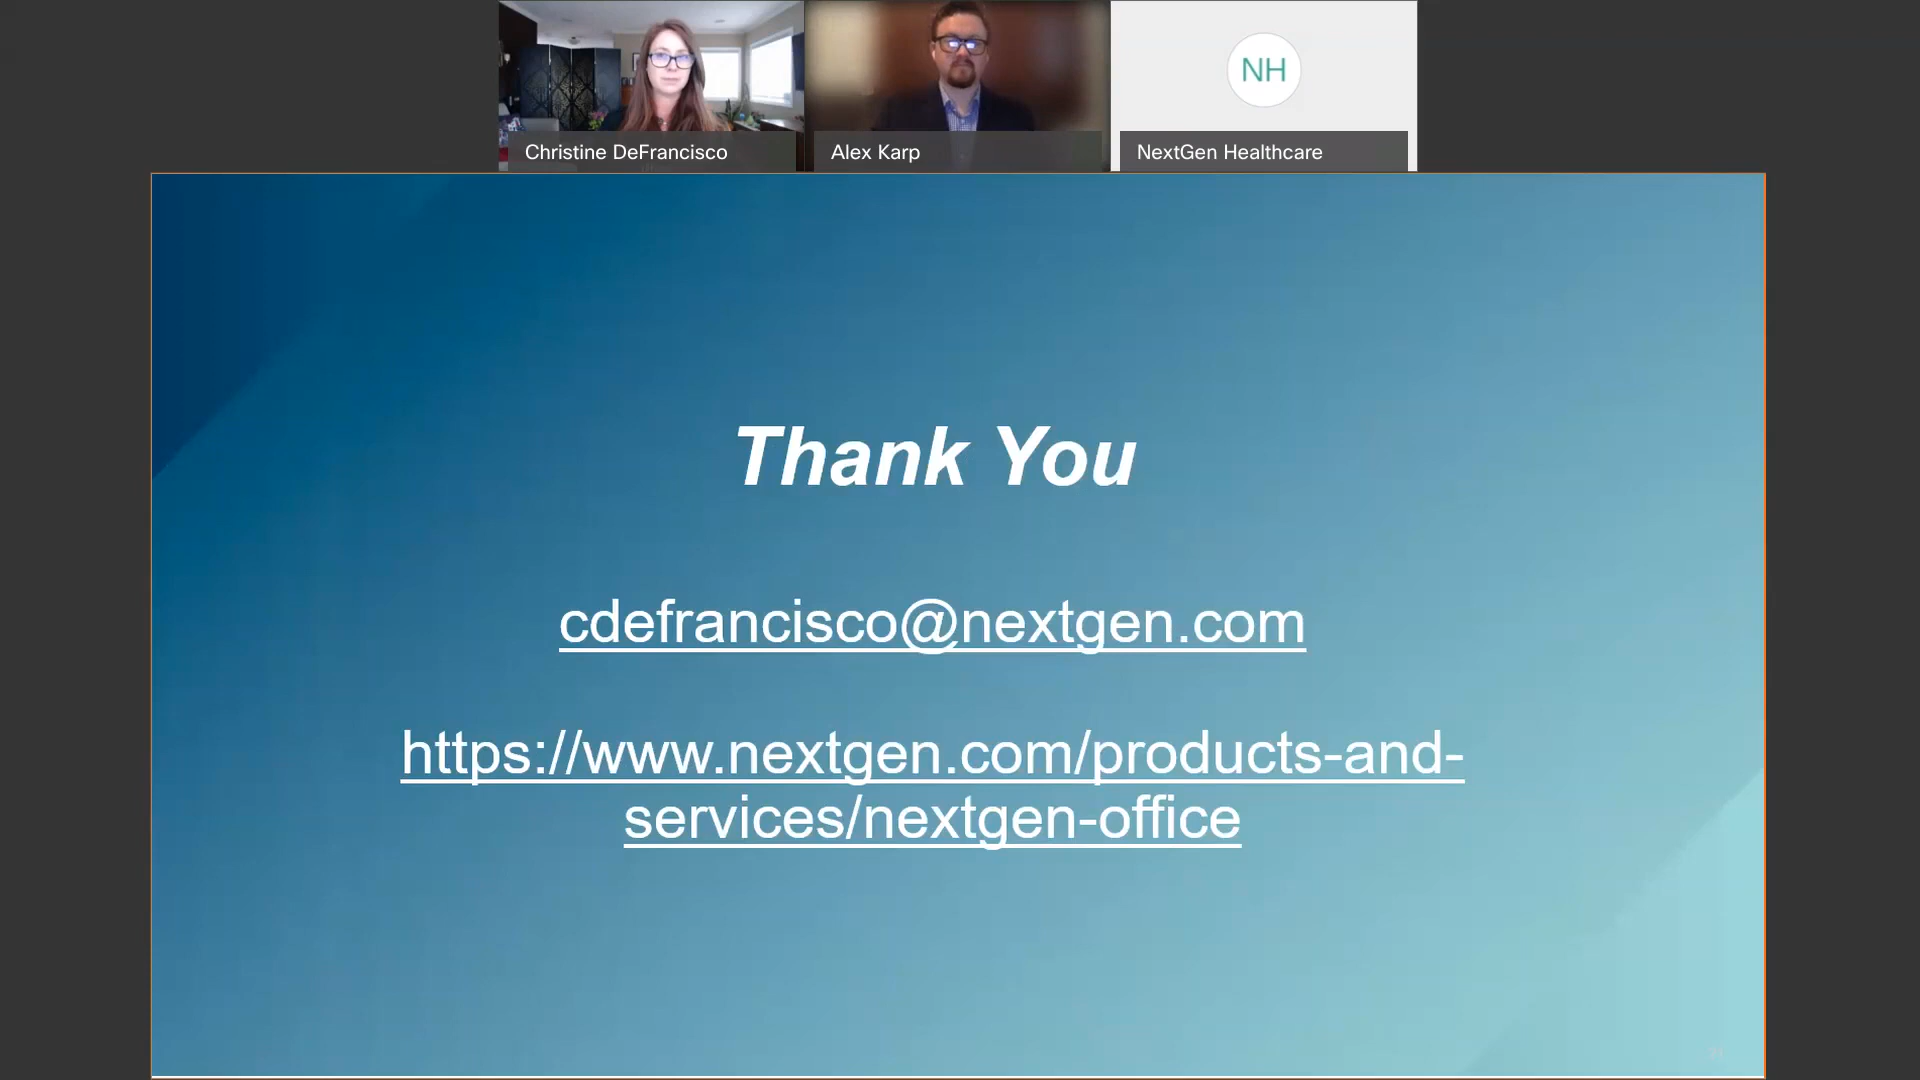 Christine DeFrancisco
Alex Karp
NH
NextGen Healthcare
Thank You
cdefrancisco@nextgen.com
https://www.nextgen.com/products-and-
services/nextgen-office